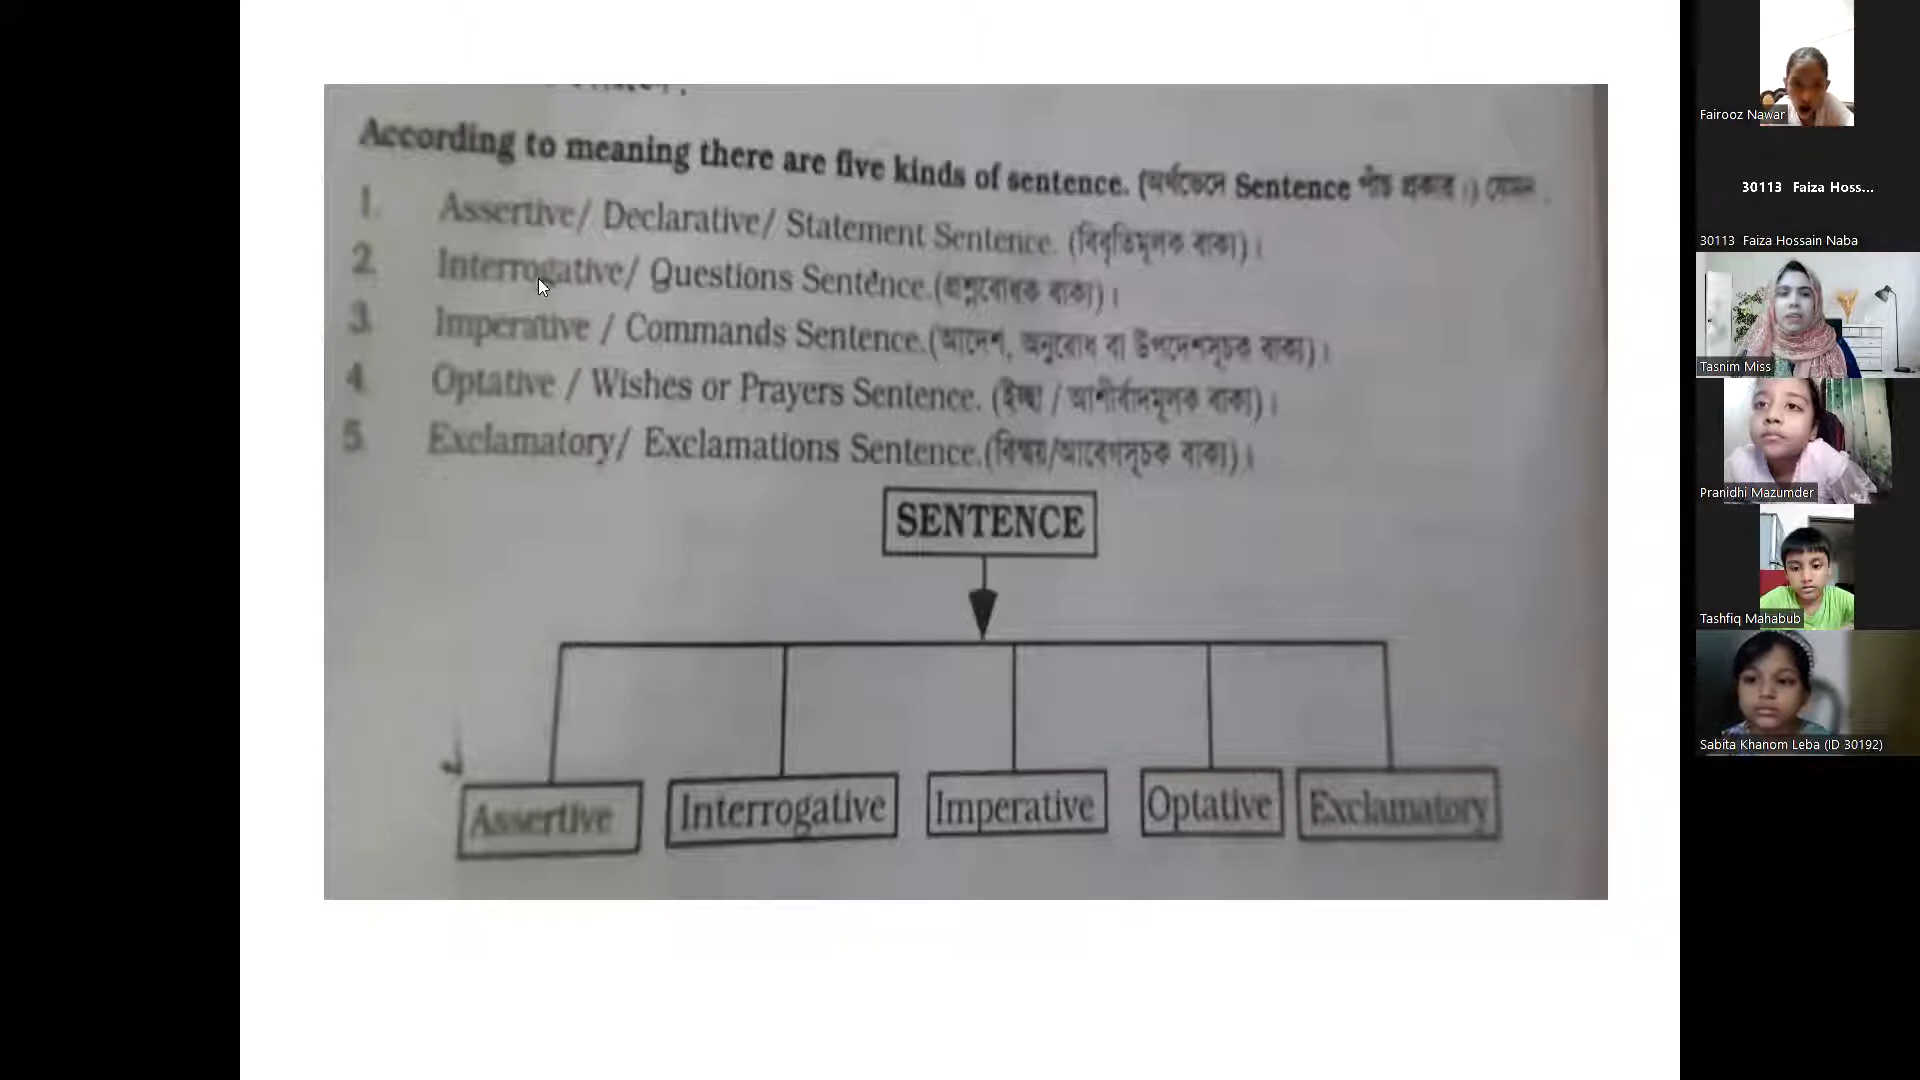 According to meaning there are five kinds of sentence. (অর্থভেদে Sentence পাঁচ প্রকার।) যেমন
1. Assertive/ Declarative/ Statement Sentence. (বিবৃতিমূলক বাক্য)।
2. Interrogative/ Questions Sentence.(প্রশ্নবোধক বাক্য)।
3. Imperative / Commands Sentence.(আদেশ, অনুরোধ বা উপদেশসূচক বাক্য)।
4. Optative / Wishes or Prayers Sentence. (ইচ্ছা / আশীর্বাদমূলক বাক্য)।
5. Exclamatory/ Exclamations Sentence.(বিস্ময়/আবেগসূচক বাক্য)।
SENTENCE
Assertive Interrogative Imperative Optative Exclamatory
Fairooz Nawar
30113 Faiza Hoss...
30113 Faiza Hossain Naba
Tasnim Miss
Pranidhi Mazumder
Tashfiq Mahabub
Sabita Khanom Leba (ID 30192)